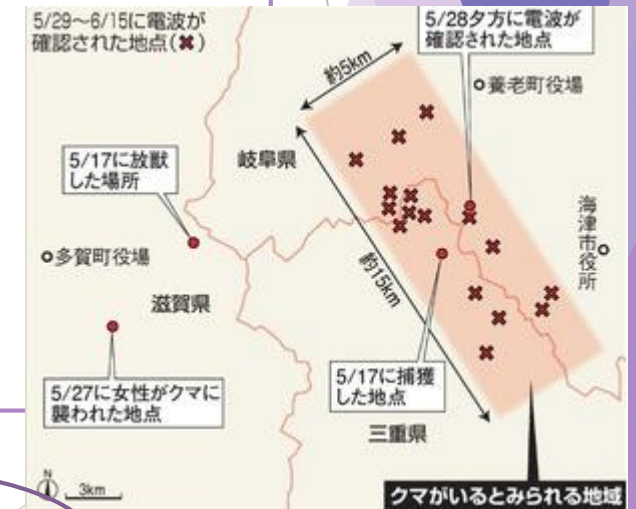 5/29～6/15に電波が
確認された地点(✖)
5/28夕方に電波が
確認された地点
約5km
養老町役場
岐阜県
5/17に放獣
した場所
海津市役所
多賀町役場
約15km
滋賀県
5/17に捕獲
した地点
5/27に女性がクマに
襲われた地点
三重県
N
3km
クマがいるとみられる地域